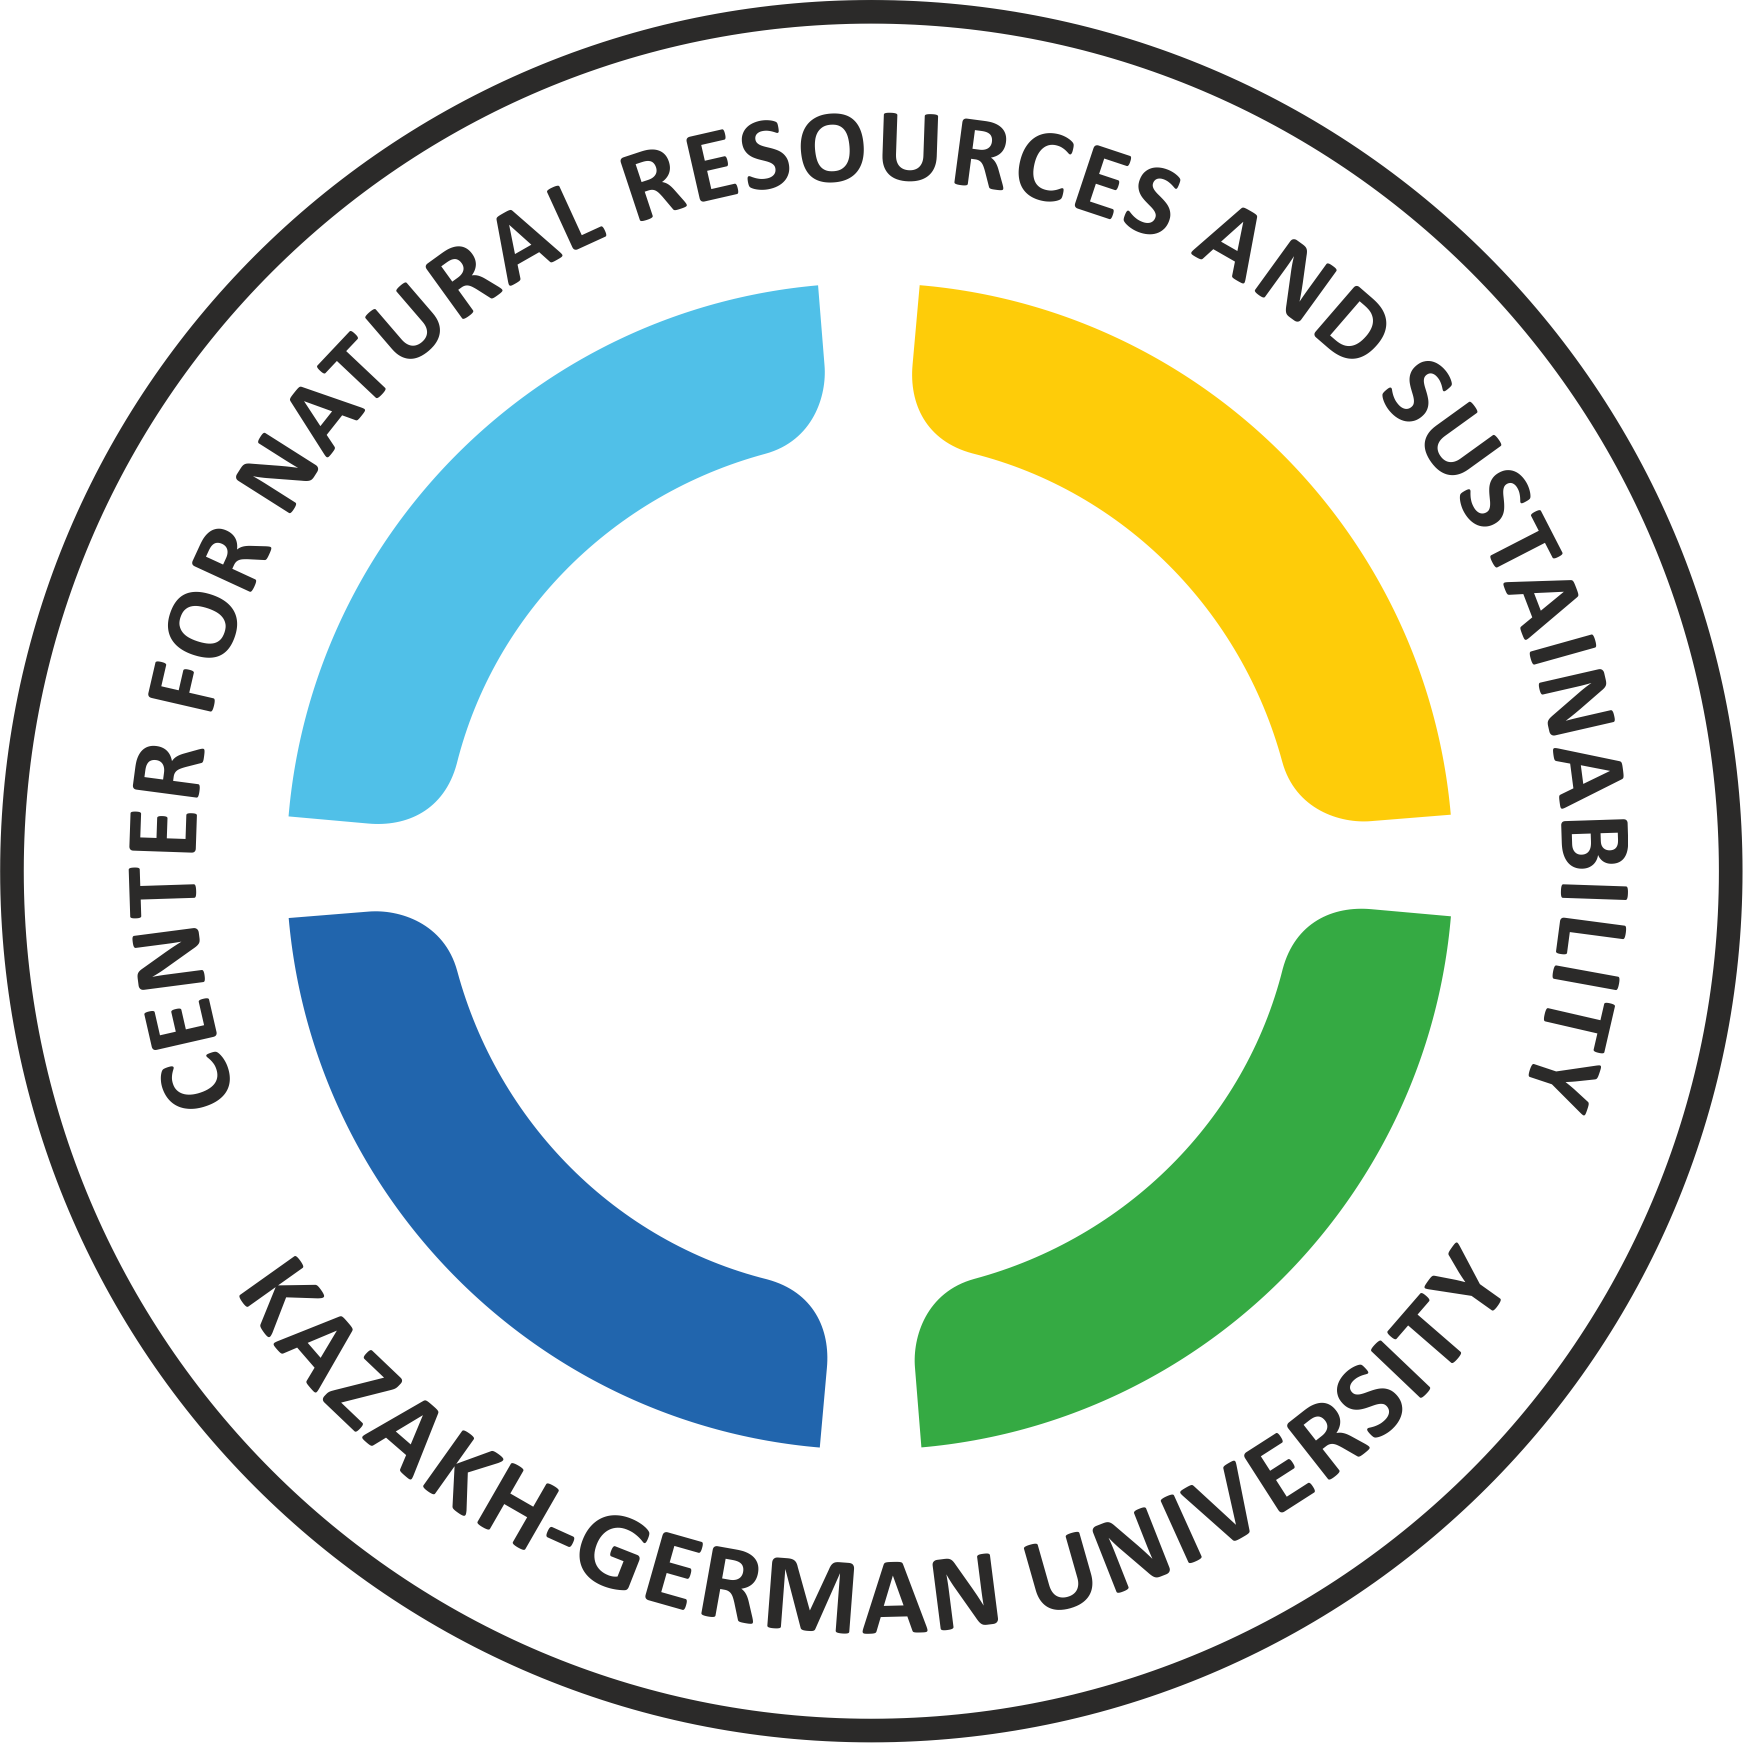 CENTER FOR NATURAL RESOURCES AND SUSTAINABILITY
KAZAKH-GERMAN UNIVERSITY